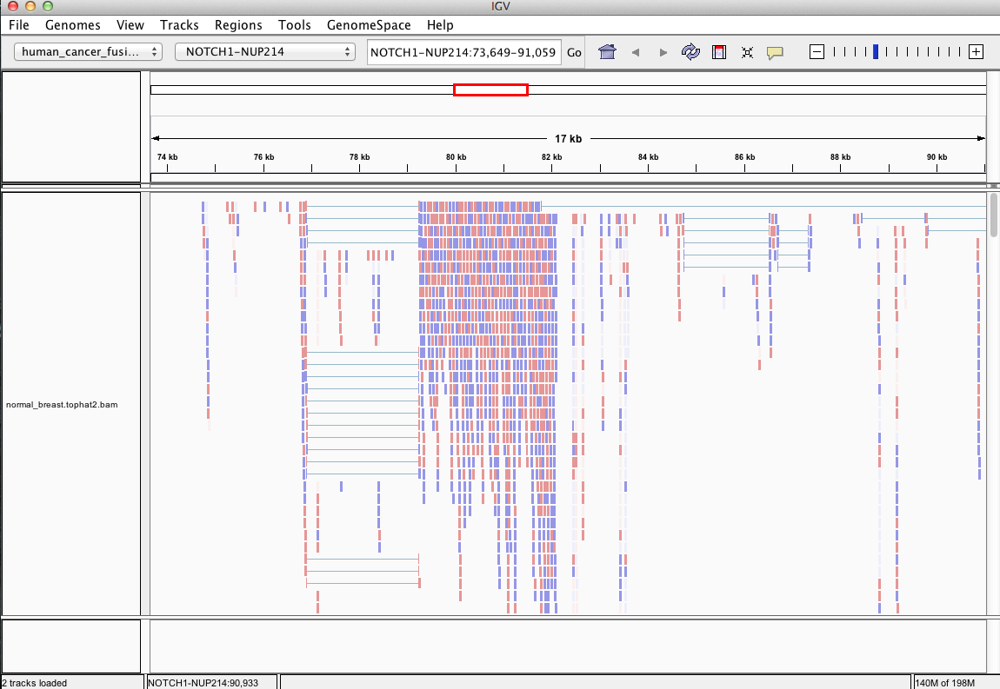 IGV
File Genomes View Tracks Regions Tools GenomeSpace Help
human_cancer_fusi... NOTCH1-NUP214 NOTCH1-NUP214:73,649-91,059 Go
17 kb
74 kb 76 kb 78 kb 80 kb 82 kb 84 kb 86 kb 88 kb 90 kb
normal_breast.tophat2.bam
2 tracks loaded NOTCH1-NUP214:90,933 140M of 198M